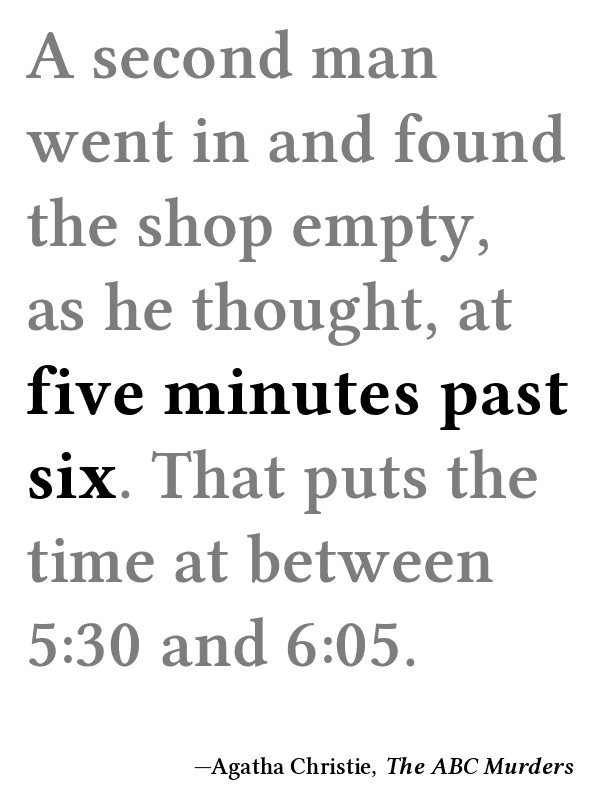 A second man
went in and found
the shop empty,
as he thought, at
five minutes past
six. That puts the
time at between
5:30 and 6:05.
—Agatha Christie, The ABC Murders